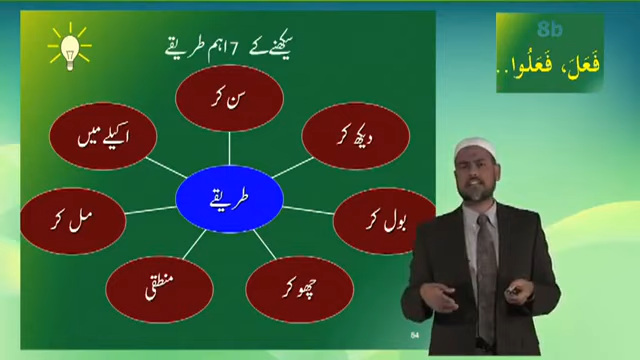 سیکھنے کے 7 اہم طریقے
سن کر
دیکھ کر
بول کر
چھو کر
منطقی
مل کر
اکیلے میں
طریقے
84
8b
فَعَلَ، فَعَلُوا..